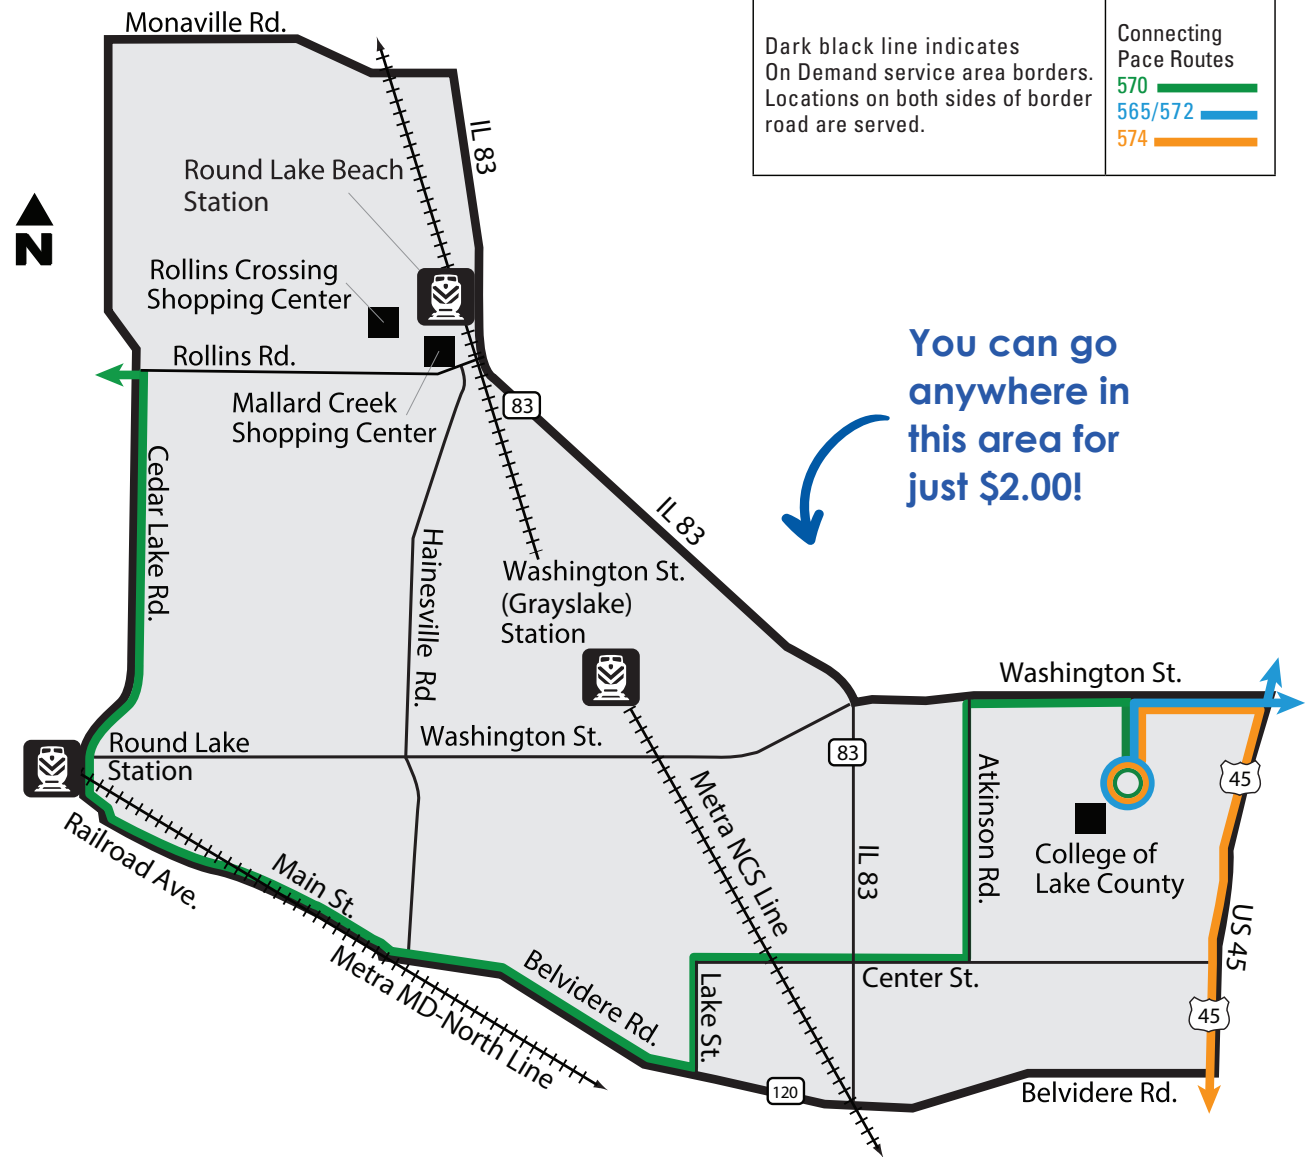 Monaville Rd.
Dark black line indicates
On Demand service area borders.
Locations on both sides of border
road are served.
Connecting
Pace Routes
570
565/572
574
IL 83
Round Lake Beach
Station
N
Rollins Crossing
Shopping Center
Rollins Rd.
Mallard Creek
Shopping Center
83
You can go
anywhere in
this area for
just $2.00!
Cedar Lake Rd.
Hainesville Rd.
IL 83
Washington St.
(Grayslake)
Station
Washington St.
Round Lake
Station
Washington St.
83
45
Metra NCS Line
Atkinson Rd.
IL 83
College of
Lake County
Railroad Ave.
Main St.
US 45
Metra MD-North Line
Belvidere Rd.
Lake St.
Center St.
45
120
Belvidere Rd.